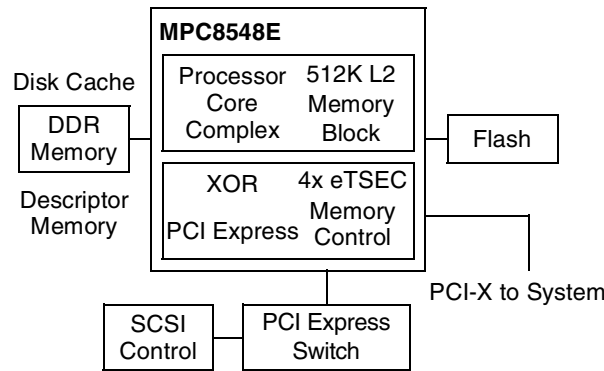 MPC8548E
Processor Core Complex
512K L2 Memory Block
Disk Cache
DDR Memory
Descriptor Memory
XOR
PCI Express
4x eTSEC
Memory Control
Flash
PCI-X to System
SCSI Control
PCI Express Switch